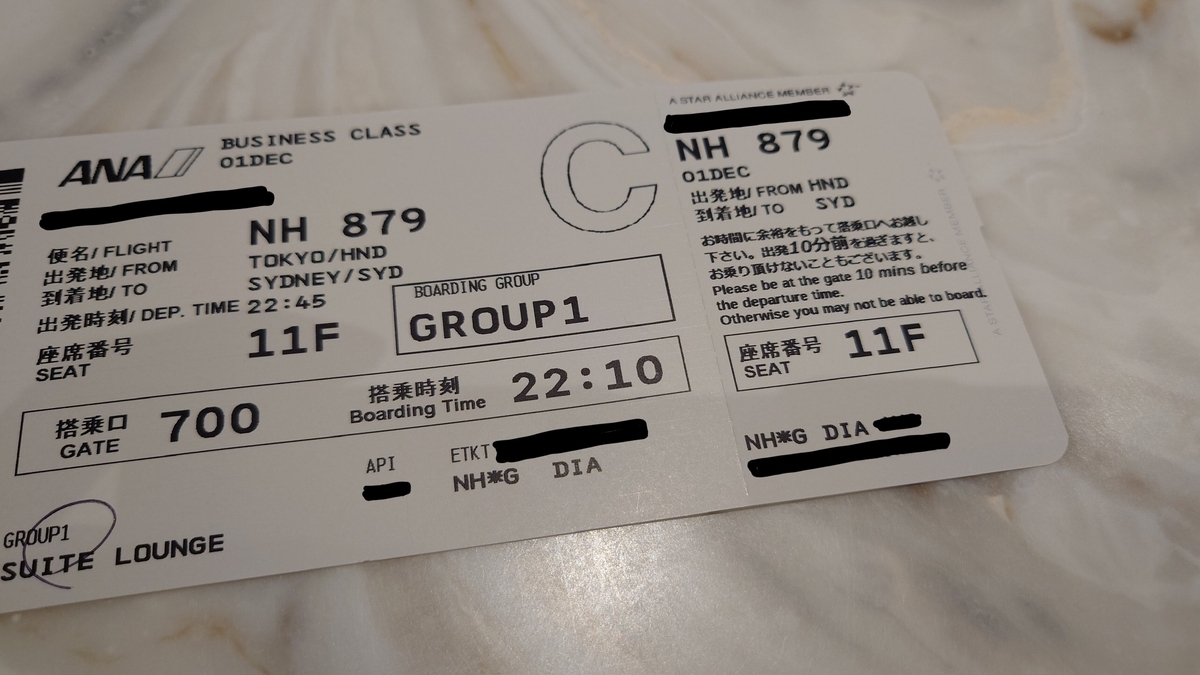 ANA
BUSINESS CLASS
01DEC
C
便名/ FLIGHT NH 879
出発地/ FROM TOKYO/HND
到着地/ TO SYDNEY/SYD
出発時刻/ DEP. TIME 22:45
座席番号 11F
SEAT
BOARDING GROUP
GROUP1
搭乗口 700
GATE
搭乗時刻 22:10
Boarding Time
API
ETKT
NH*G DIA
GROUP1
SUITE LOUNGE
A STAR ALLIANCE MEMBER
NH 879
01DEC
出発地/ FROM HND
到着地/ TO SYD
お時間に余裕をもって搭乗口へお越し
下さい。出発10分前を過ぎますと、
お乗り頂けないこともございます。
Please be at the gate 10 mins before
the departure time.
Otherwise you may not be able to board.
座席番号 11F
SEAT
NH*G DIA
A STAR ALLIANCE MEMBER